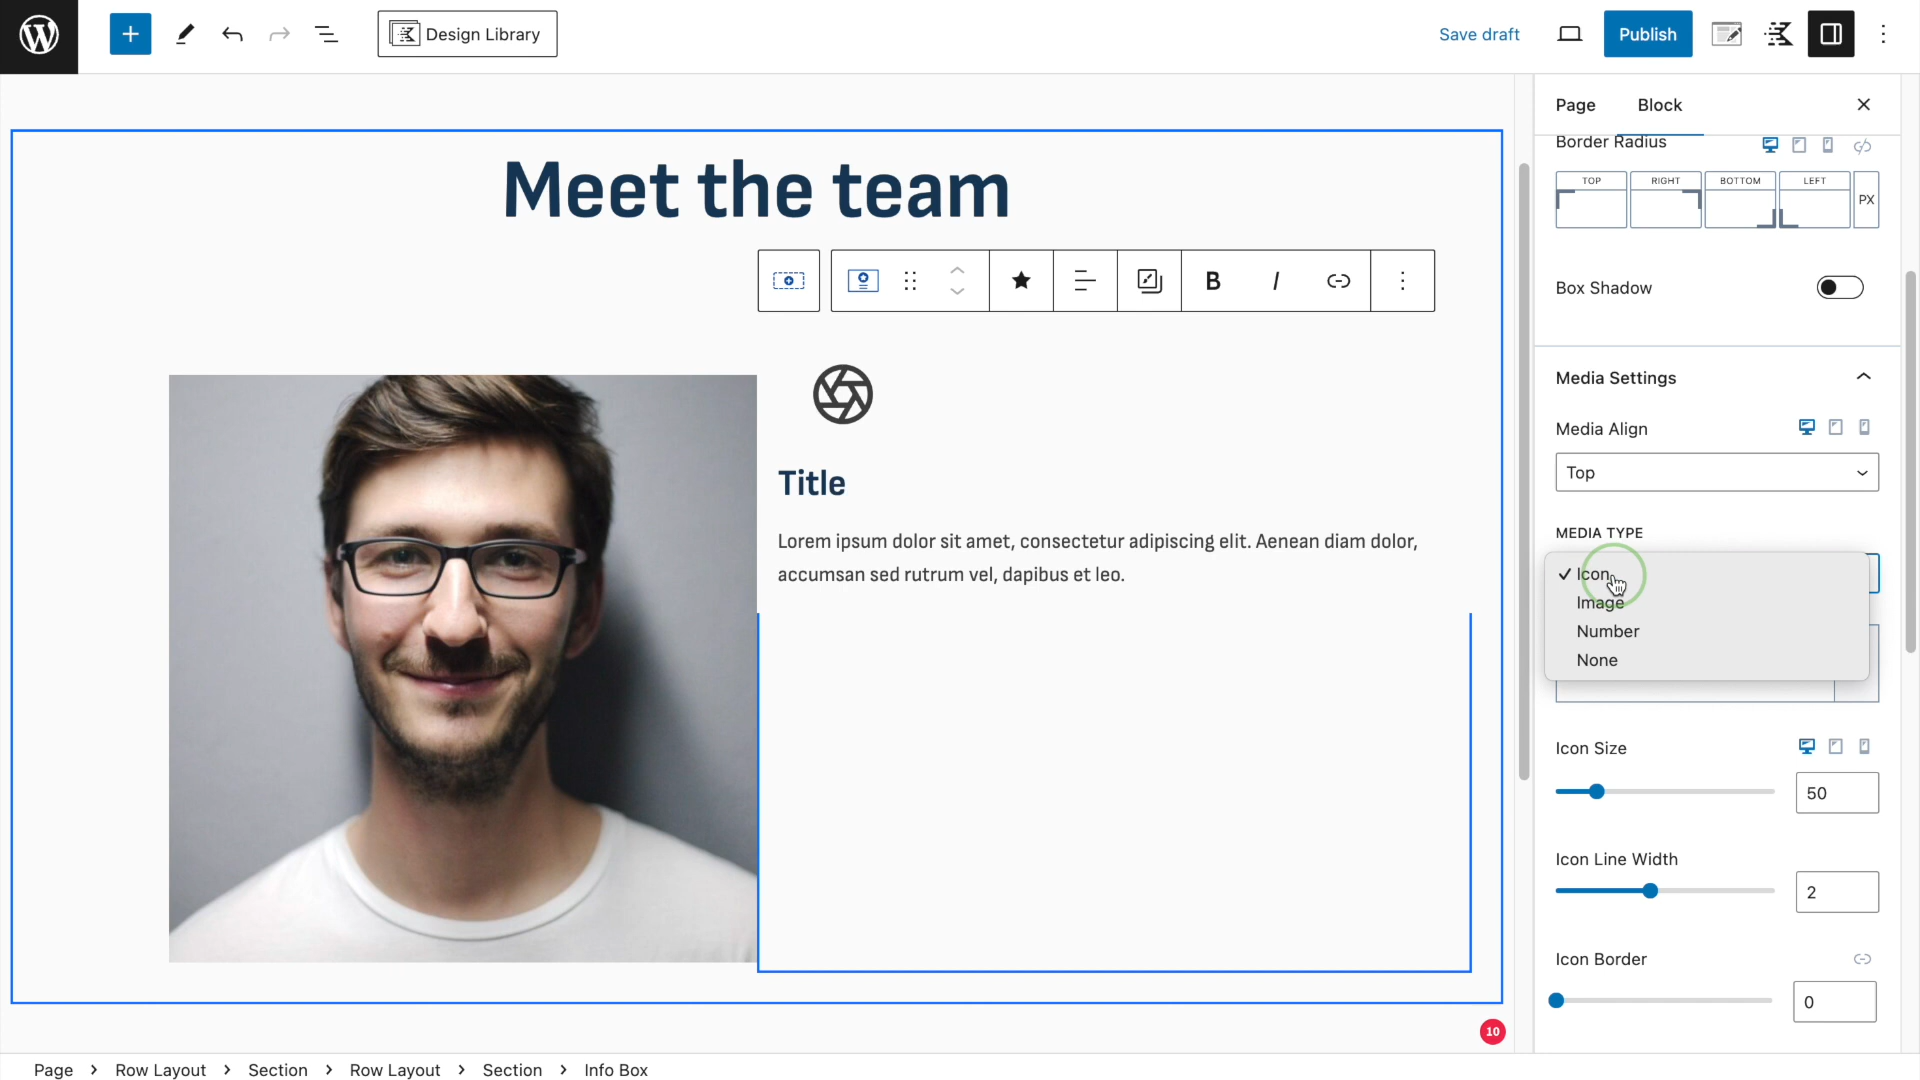 Design Library
Save draft
Publish
Page
Block
Border Radius
TOP
RIGHT
BOTTOM
LEFT
PX
Box Shadow
Media Settings
Media Align
Top
MEDIA TYPE
✓ Icon
Image
Number
None
Icon Size
50
Icon Line Width
2
Icon Border
0
Meet the team
B
I
Title
Lorem ipsum dolor sit amet, consectetur adipiscing elit. Aenean diam dolor,
accumsan sed rutrum vel, dapibus et leo.
10
Page > Row Layout > Section > Row Layout > Section > Info Box